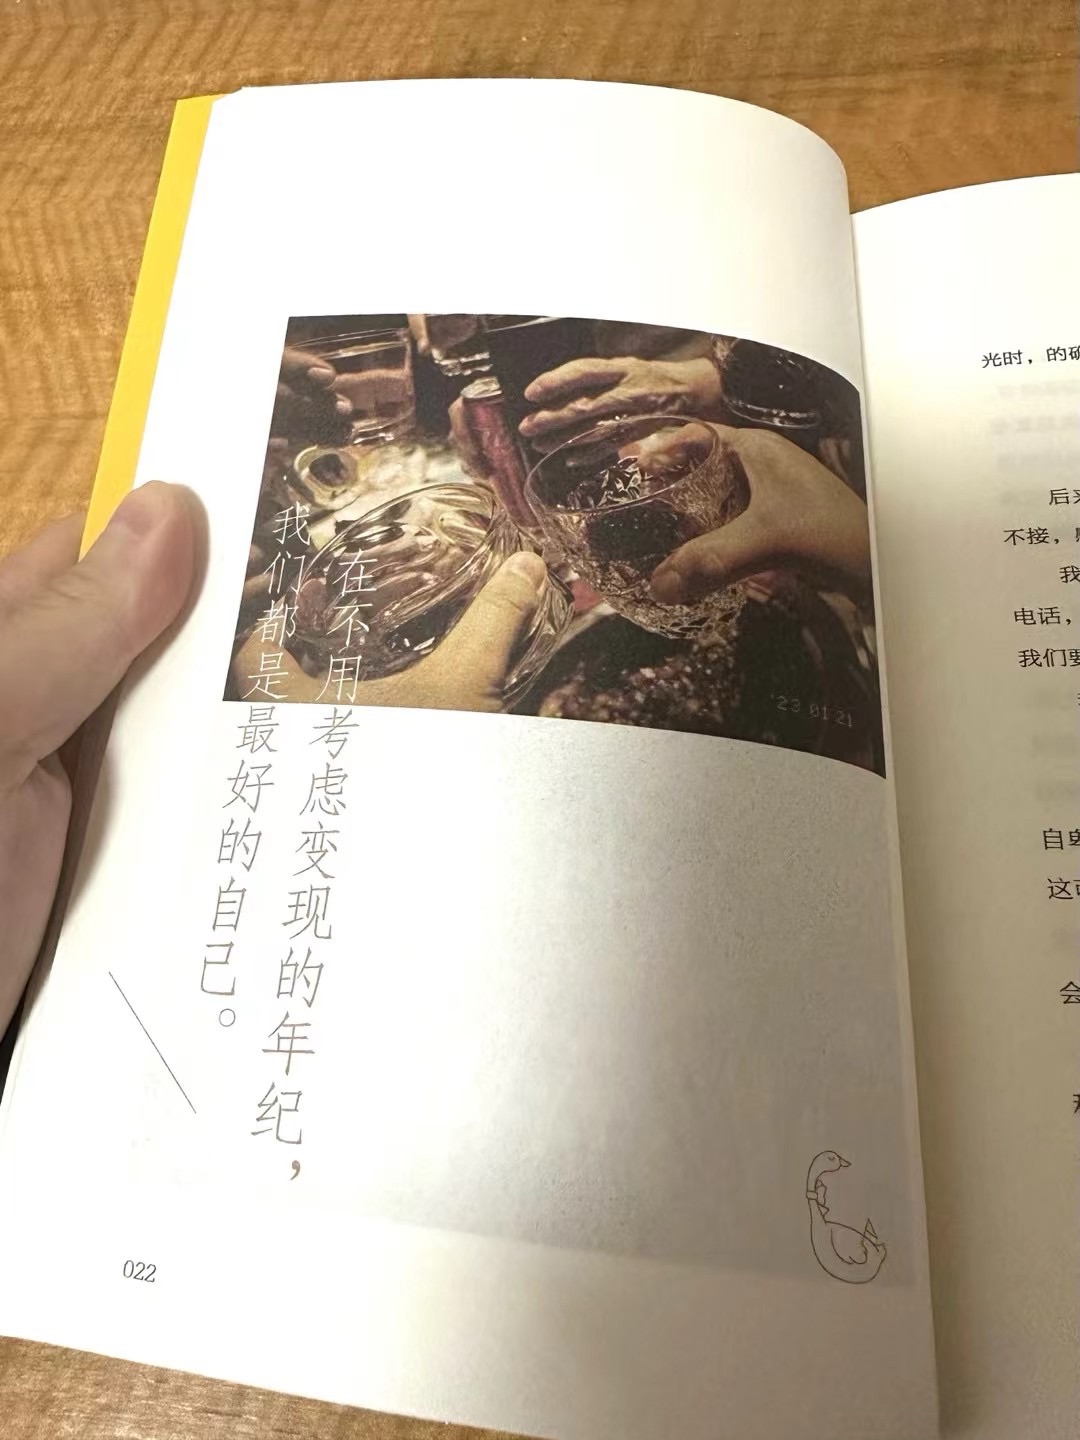 在不用考虑变现的年纪，
我们都是最好的自己。
'23 01 21
022
光时，的确
后来
不接，
我
电话，
我们要
自卑
这
会